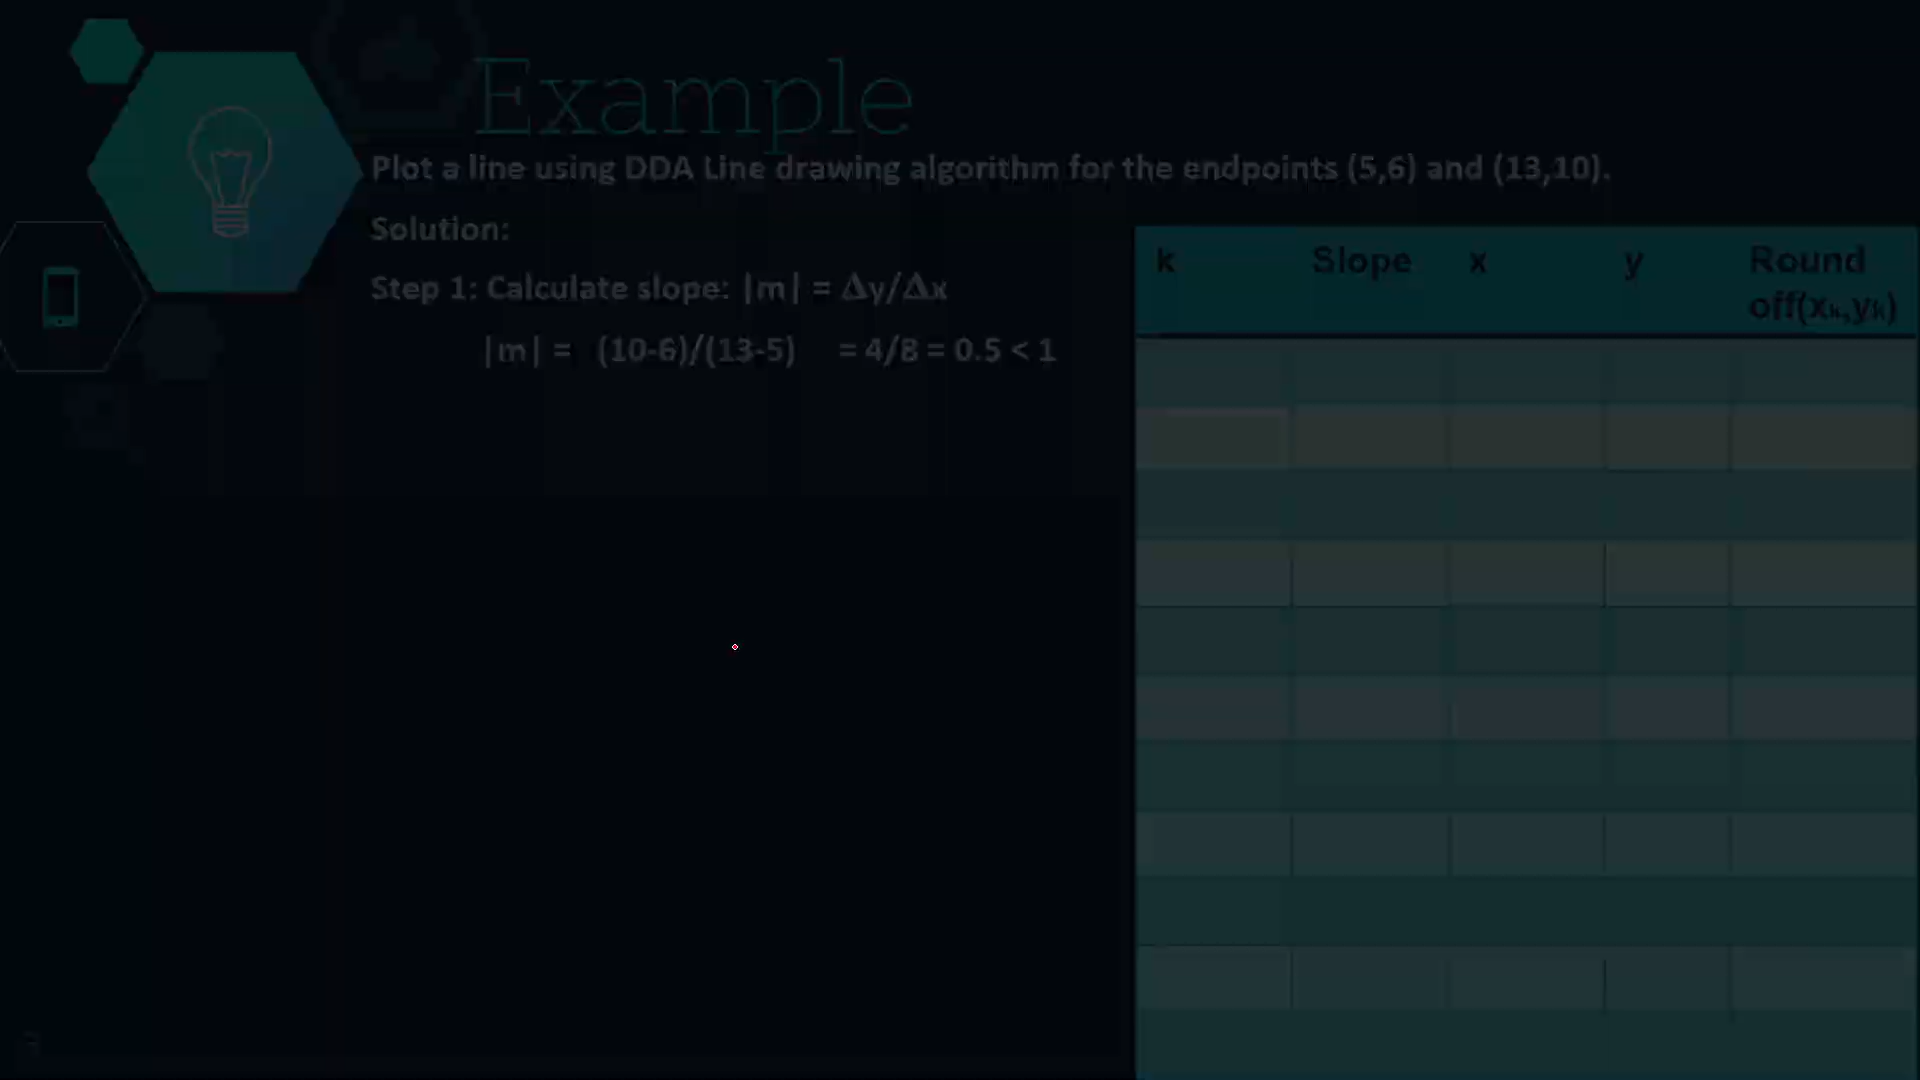 Example
Plot a line using DDA Line drawing algorithm for the endpoints (5,6) and (13,10).
Solution:
Step 1: Calculate slope: |m| = Δy/Δx
|m| = (10-6)/(13-5) = 4/8 = 0.5 < 1
k Slope x y Round
off(xk,yk)